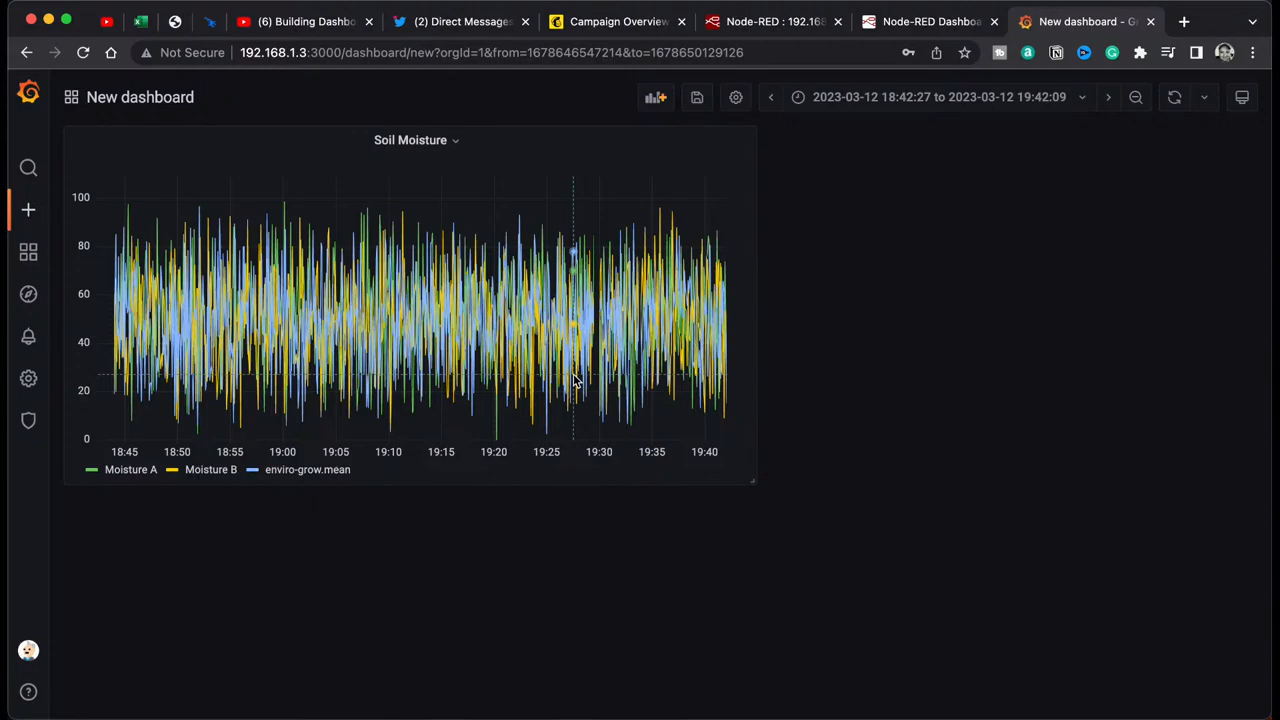 (6) Building Dashbo
(2) Direct Messages
Campaign Overview
Node-RED : 192.168
Node-RED Dashboa
New dashboard - G
Not Secure
192.168.1.3:3000/dashboard/new?orgId=1&from=1678646547214&to=1678650129126
New dashboard
2023-03-12 18:42:27 to 2023-03-12 19:42:09
Soil Moisture
100
80
60
40
20
0
18:45 18:50 18:55 19:00 19:05 19:10 19:15 19:20 19:25 19:30 19:35 19:40
Moisture A Moisture B enviro-grow.mean